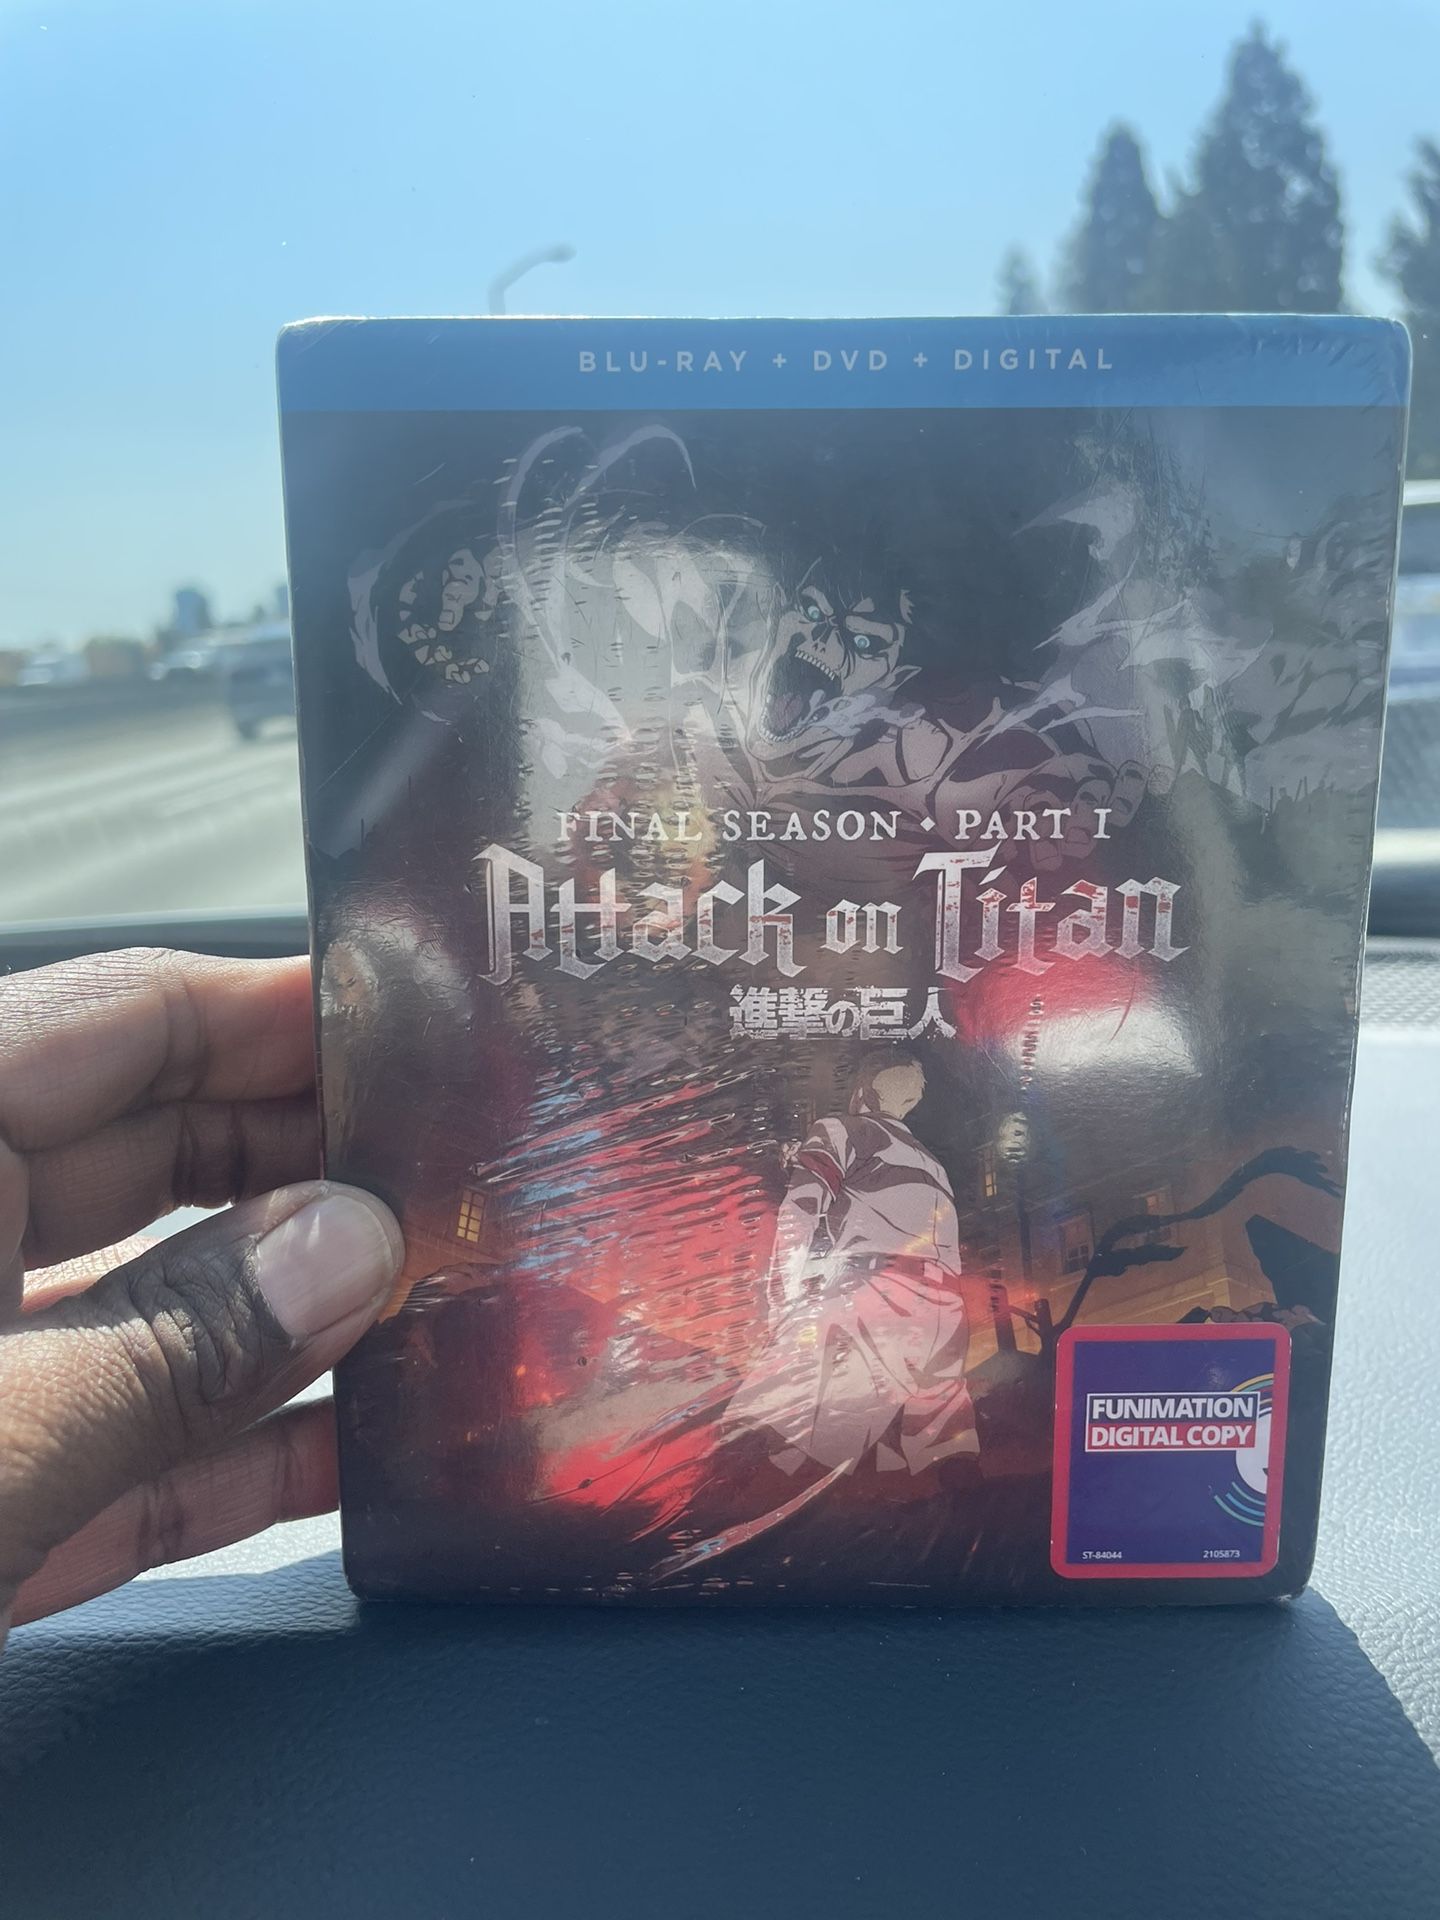 BLU-RAY + DVD + DIGITAL
FINAL SEASON • PART I
Attack on Titan
進撃の巨人
FUNIMATION
DIGITAL COPY
ST-84044 2105873